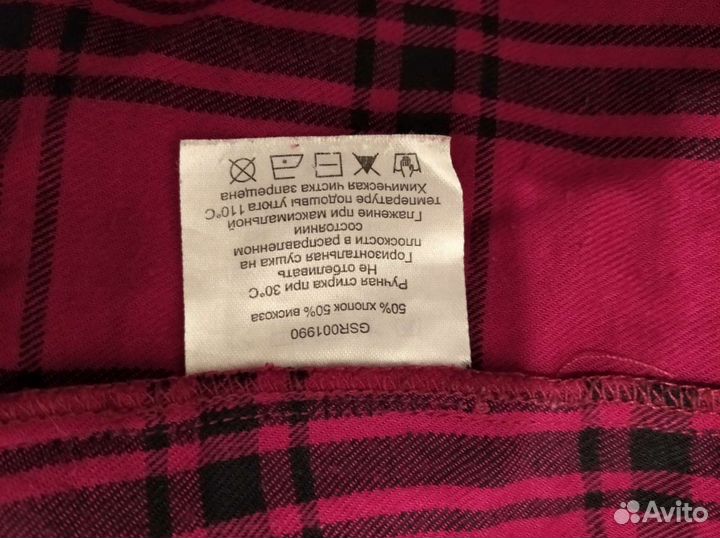 GSR001990
50% хлопок 50% вискоза
Ручная стирка при 30°C
Не отбеливать
Горизонтальная сушка на
плоскости в расправленном
состоянии
Глажение при максимальной
температуре подошвы утюга 110°C
Химическая чистка запрещена
Avito